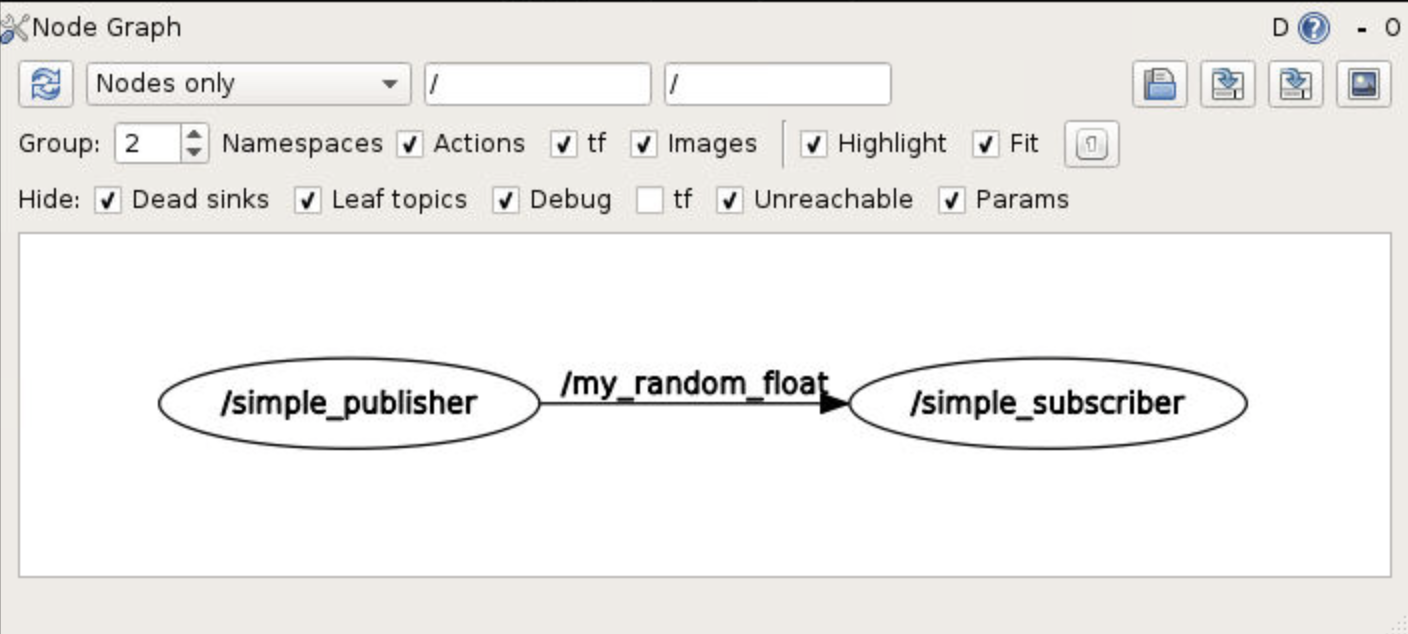 Node Graph D ? - O
Nodes only / /
Group: 2 Namespaces Actions tf Images Highlight Fit
Hide: Dead sinks Leaf topics Debug tf Unreachable Params
/my_random_float
/simple_publisher /simple_subscriber